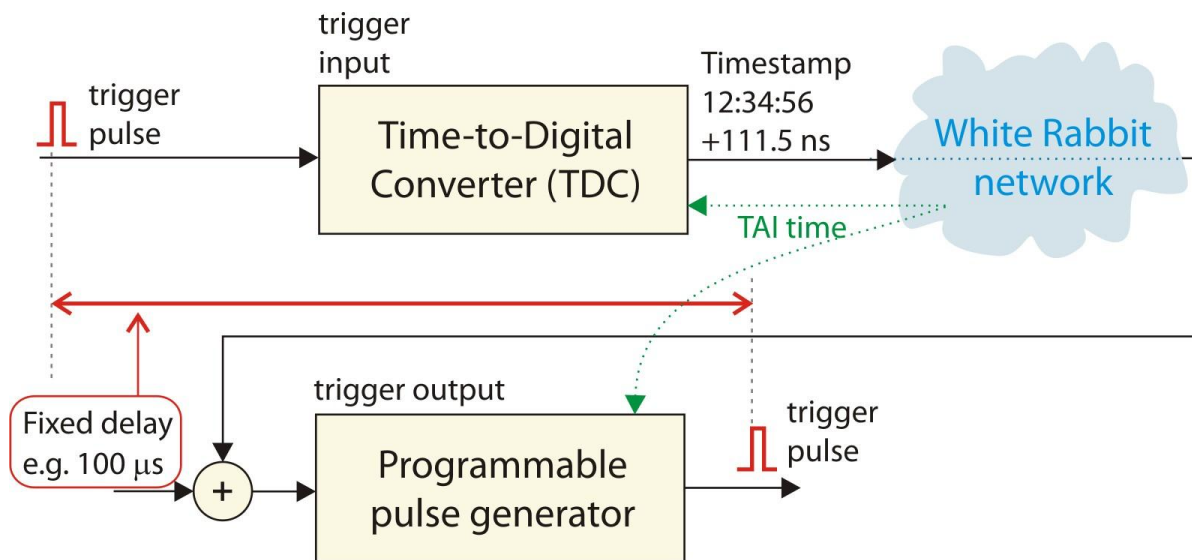 trigger
input
trigger
pulse
Time-to-Digital
Converter (TDC)
Timestamp
12:34:56
+111.5 ns
White Rabbit
network
TAI time
Fixed delay
e.g. 100 μs
+
trigger output
Programmable
pulse generator
trigger
pulse